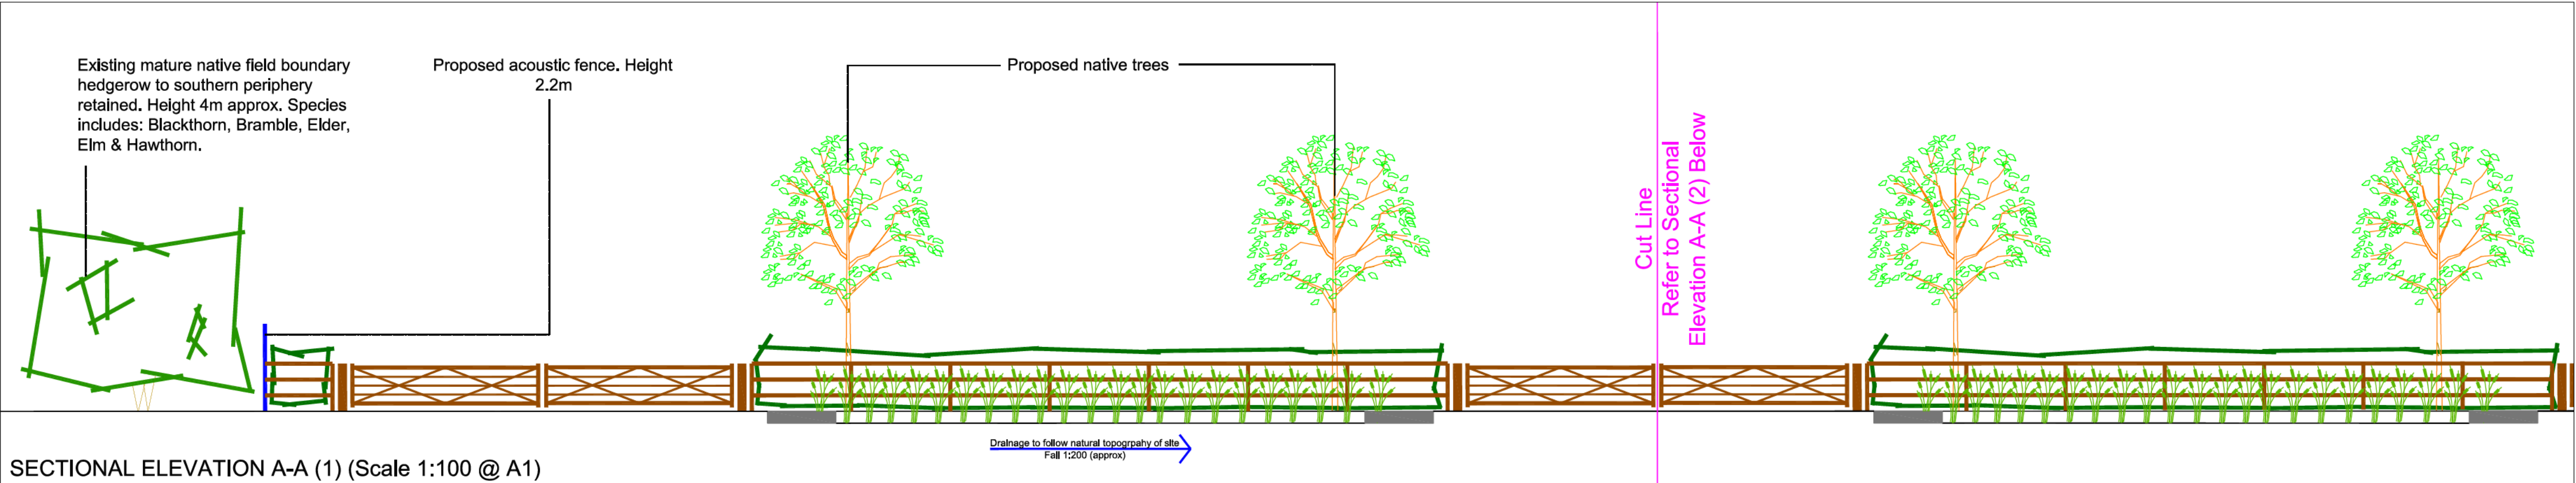 Existing mature native field boundary
hedgerow to southern periphery
retained. Height 4m approx. Species
includes: Blackthorn, Bramble, Elder,
Elm & Hawthorn.
Proposed acoustic fence. Height
2.2m
Proposed native trees
Cut Line
Refer to Sectional
Elevation A-A (2) Below
Drainage to follow natural topogrpahy of site
Fall 1:200 (approx)
SECTIONAL ELEVATION A-A (1) (Scale 1:100 @ A1)